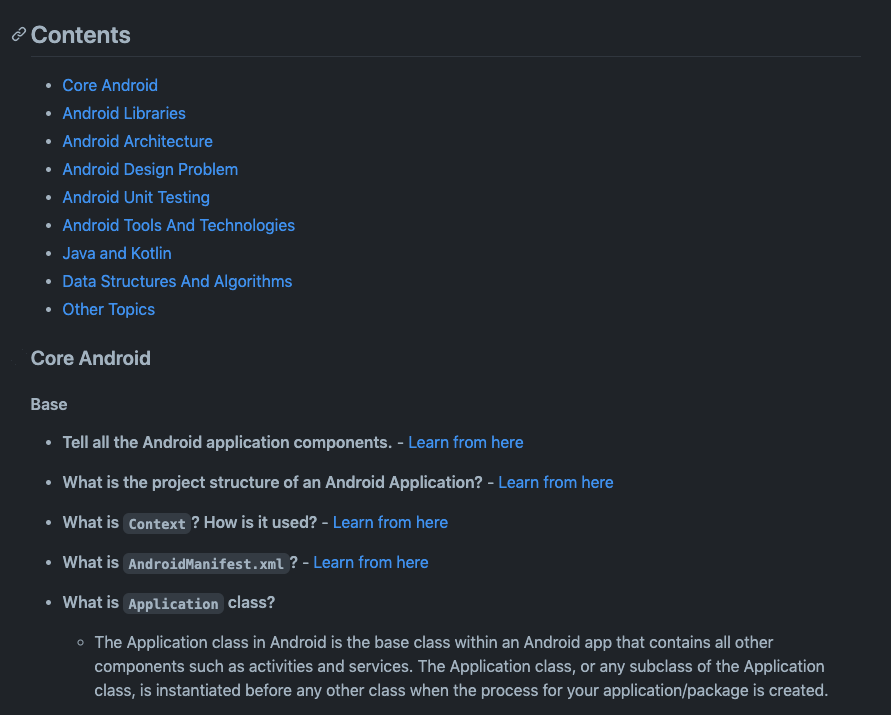 Contents
Core Android
Android Libraries
Android Architecture
Android Design Problem
Android Unit Testing
Android Tools And Technologies
Java and Kotlin
Data Structures And Algorithms
Other Topics
Core Android
Base
Tell all the Android application components. - Learn from here
What is the project structure of an Android Application? - Learn from here
What is Context? How is it used? - Learn from here
What is AndroidManifest.xml? - Learn from here
What is Application class?
The Application class in Android is the base class within an Android app that contains all other
components such as activities and services. The Application class, or any subclass of the Application
class, is instantiated before any other class when the process for your application/package is created.